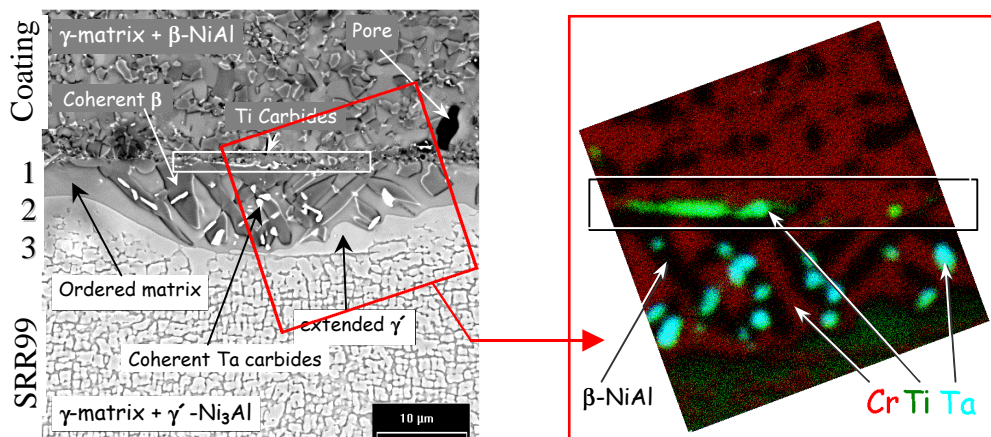 Coating
γ-matrix + β-NiAl
Pore
Coherent β
Ti Carbides
1
2
3
Ordered matrix
extended γ´
Coherent Ta carbides
SRR99
γ-matrix + γ´ -Ni₃Al
10 µm
β-NiAl
Cr Ti Ta